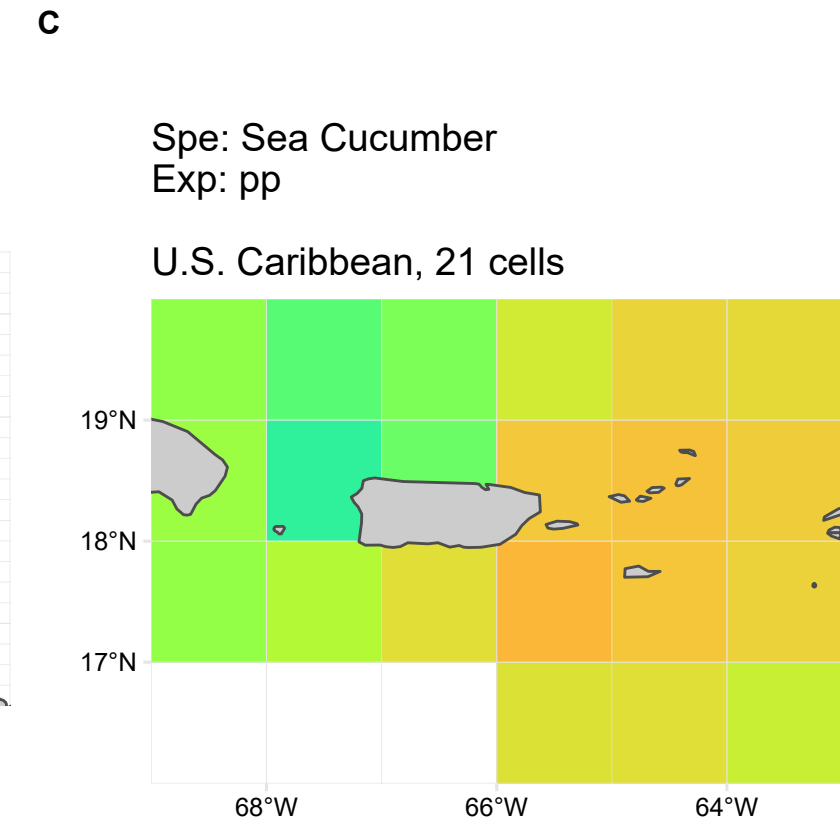 C
Spe: Sea Cucumber
Exp: pp
U.S. Caribbean, 21 cells
19°N
18°N
17°N
68°W
66°W
64°W